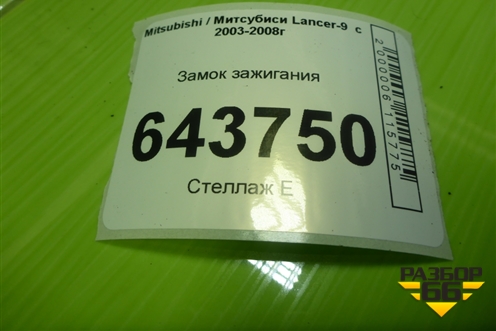 Mitsubishi / Митсубиси Lancer-9 с
2003-2008г
Замок зажигания
643750
Стеллаж Е
2000006115775
РАЗБОР
66